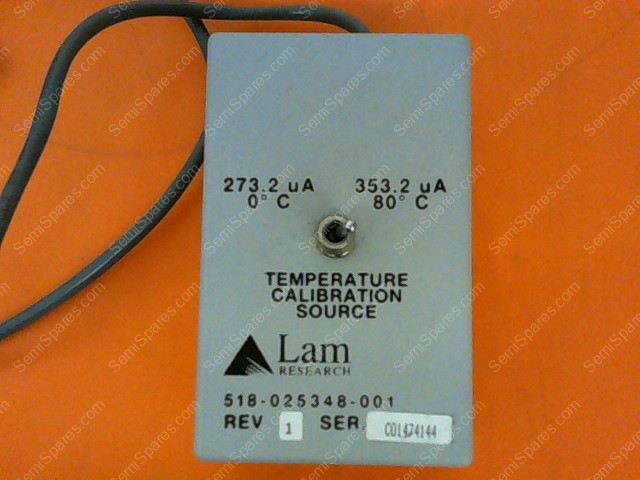 273.2 uA 353.2 uA
0° C 80° C
TEMPERATURE
CALIBRATION
SOURCE
Lam
RESEARCH
518-025348-001
REV 1 SER. C01474144
SemiSpares.com